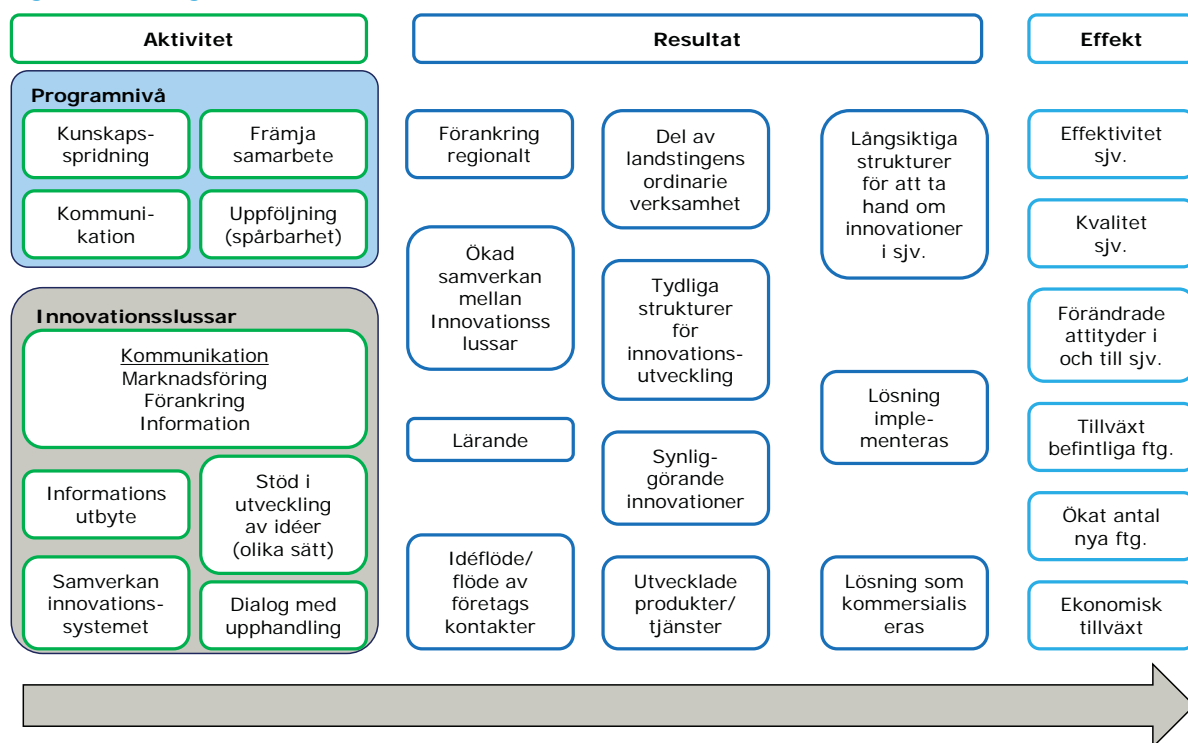 Aktivitet
Resultat
Effekt
Programnivå
Kunskaps-
spridning
Främja
samarbete
Kommuni-
kation
Uppföljning
(spårbarhet)
Innovationsslussar
Kommunikation
Marknadsföring
Förankring
Information
Informations
utbyte
Stöd i
utveckling
av idéer
(olika sätt)
Samverkan
innovations-
systemet
Dialog med
upphandling
Förankring
regionalt
Ökad
samverkan
mellan
Innovationss
lussar
Lärande
Idéflöde/
flöde av
företags
kontakter
Del av
landstingens
ordinarie
verksamhet
Tydliga
strukturer
för
innovations-
utveckling
Synlig-
görande
innovationer
Utvecklade
produkter/
tjänster
Långsiktiga
strukturer
för att ta
hand om
innovationer
i sjv.
Lösning
imple-
menteras
Lösning som
kommersialis
eras
Effektivitet
sjv.
Kvalitet
sjv.
Förändrade
attityder i
och till sjv.
Tillväxt
befintliga ftg.
Ökat antal
nya ftg.
Ekonomisk
tillväxt